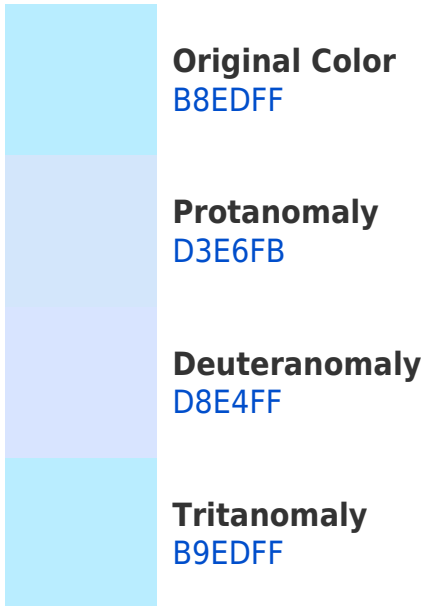 Original Color
B8EDFF
Protanomaly
D3E6FB
Deuteranomaly
D8E4FF
Tritanomaly
B9EDFF